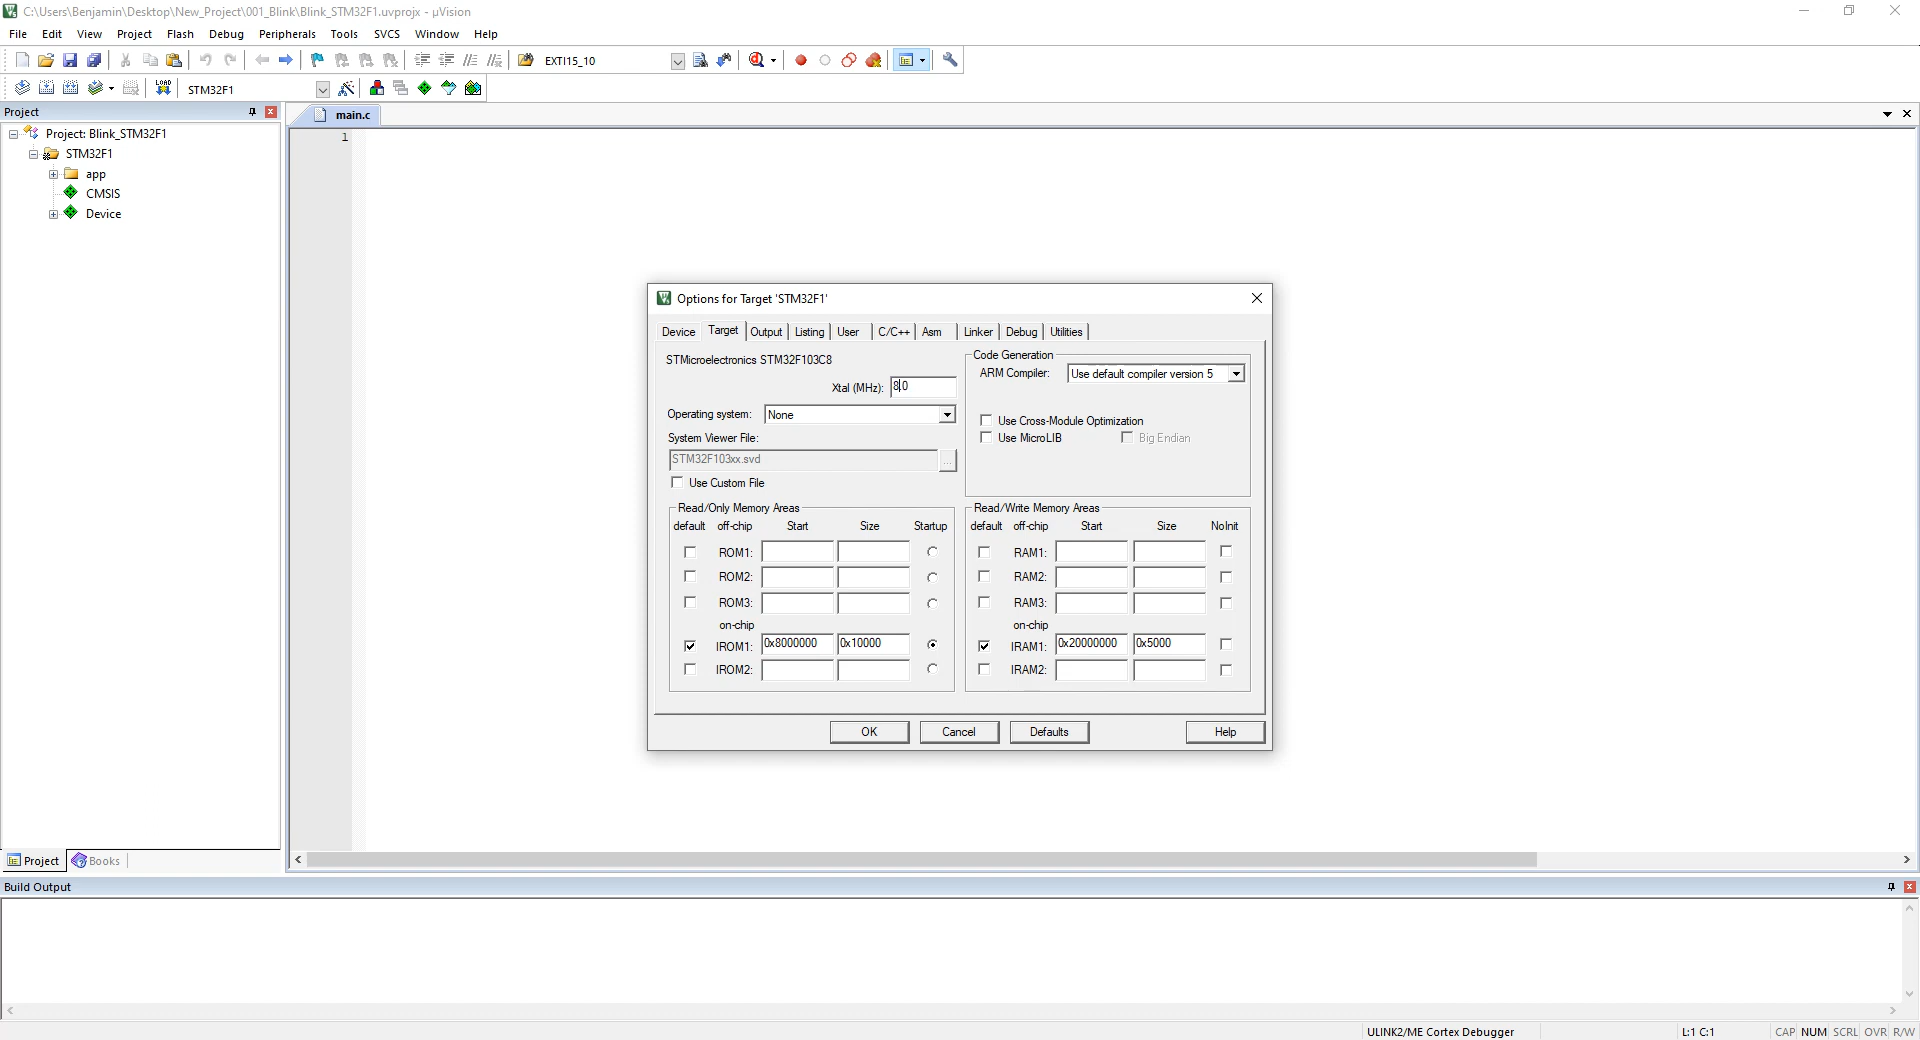 C:\Users\Benjamin\Desktop\New_Project\001_Blink\Blink_STM32F1.uvprojx - µVision
File Edit View Project Flash Debug Peripherals Tools SVCS Window Help
EXTI15_10
LOAD STM32F1
Project
main.c
1
Project: Blink_STM32F1
STM32F1
app
CMSIS
Device
Options for Target 'STM32F1'
Device Target Output Listing User C/C++ Asm Linker Debug Utilities
STMicroelectronics STM32F103C8
Xtal (MHz): 8.0
Operating system: None
System Viewer File:
STM32F103xx.svd ...
Use Custom File
Code Generation
ARM Compiler: Use default compiler version 5
Use Cross-Module Optimization
Use MicroLIB Big Endian
Read/Only Memory Areas
default off-chip Start Size Startup
ROM1:
ROM2:
ROM3:
on-chip
IROM1: 0x8000000 0x10000
IROM2:
Read/Write Memory Areas
default off-chip Start Size NoInit
RAM1:
RAM2:
RAM3:
on-chip
IRAM1: 0x20000000 0x5000
IRAM2:
OK Cancel Defaults Help
Project Books
Build Output
ULINK2/ME Cortex Debugger L:1 C:1 CAP NUM SCRL OVR R/W